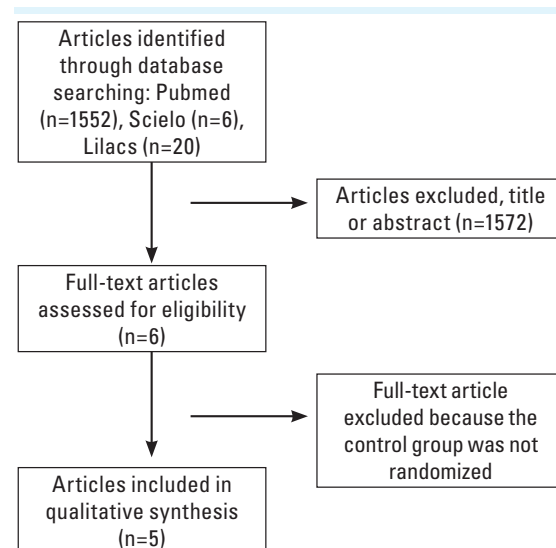 Articles identified
through database
searching: Pubmed
(n=1552), Scielo (n=6),
Lilacs (n=20)
Articles excluded, title
or abstract (n=1572)
Full-text articles
assessed for eligibility
(n=6)
Full-text article
excluded because the
control group was not
randomized
Articles included in
qualitative synthesis
(n=5)